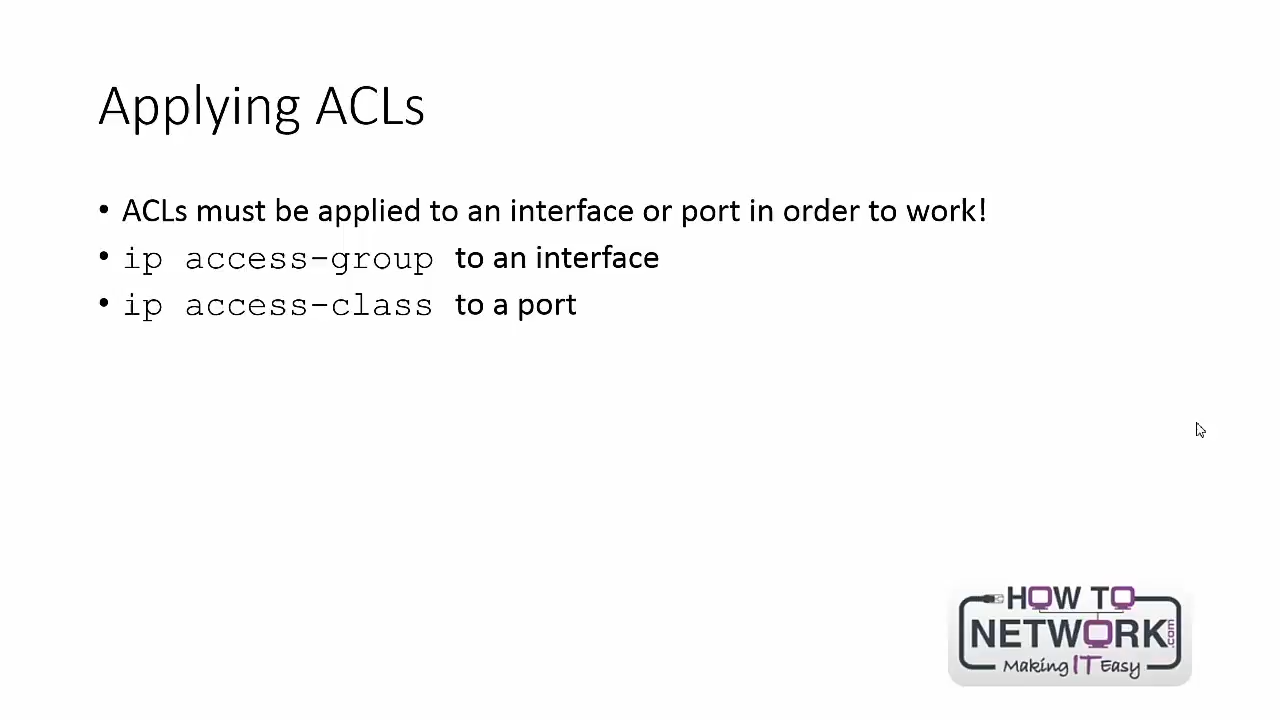 Applying ACLs
• ACLs must be applied to an interface or port in order to work!
• ip access-group to an interface
• ip access-class to a port
HOW TO
NETWORK.com
Making IT Easy